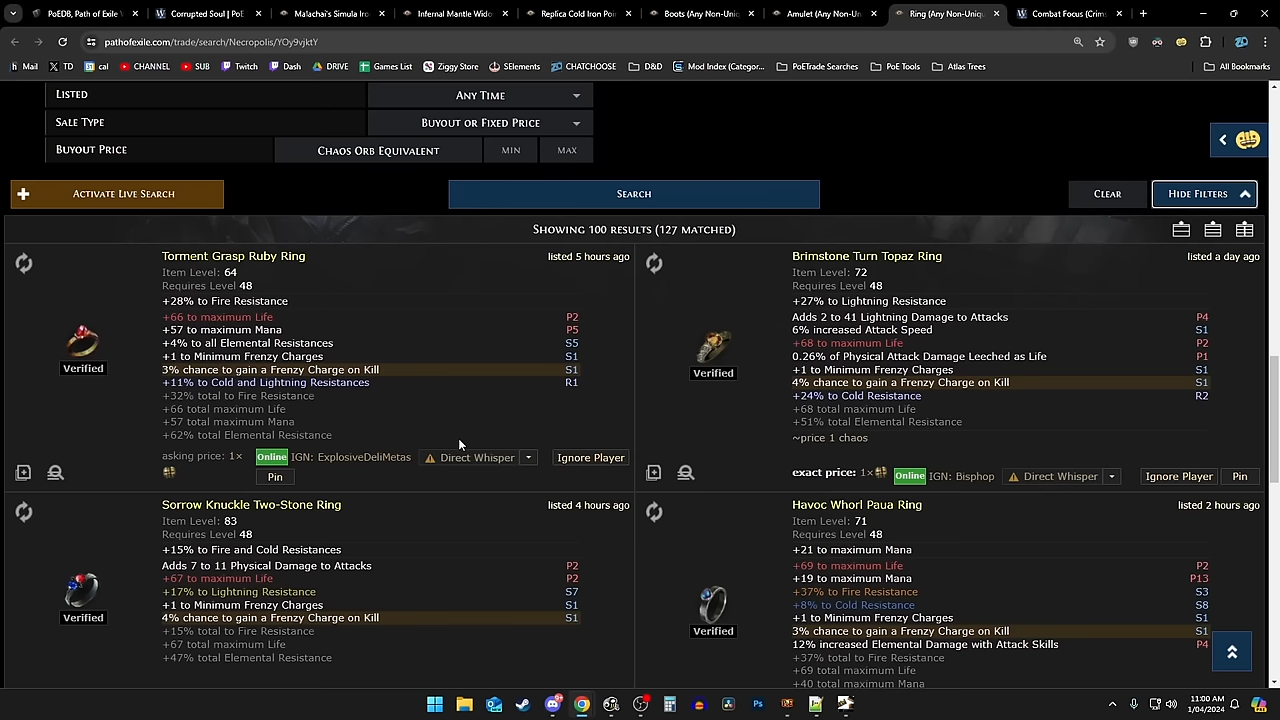 PoEDB, Path of Exile Wi
Corrupted Soul | PoE
Malachai's Simula Iro
Infernal Mantle Wido
Replica Cold Iron Poi
Boots (Any Non-Uniq
Amulet (Any Non-Un
Ring (Any Non-Uniqu
Combat Focus (Crims
pathofexile.com/trade/search/Necropolis/YOy9vjktY
Mail
TD
cal
CHANNEL
SUB
Twitch
Dash
DRIVE
Games List
Ziggy Store
SElements
CHATCHOOSE
D&D
Mod Index (Categor...
PoETrade Searches
PoE Tools
Atlas Trees
All Bookmarks
LISTED
ANY TIME
SALE TYPE
BUYOUT OR FIXED PRICE
BUYOUT PRICE
CHAOS ORB EQUIVALENT
MIN
MAX
ACTIVATE LIVE SEARCH
SEARCH
CLEAR
HIDE FILTERS
SHOWING 100 RESULTS (127 MATCHED)
Torment Grasp Ruby Ring
listed 5 hours ago
Item Level: 64
Requires Level 48
+28% to Fire Resistance
+66 to maximum Life P2
+57 to maximum Mana P5
+4% to all Elemental Resistances S5
+1 to Minimum Frenzy Charges S1
3% chance to gain a Frenzy Charge on Kill S1
+11% to Cold and Lightning Resistances R1
+32% total to Fire Resistance
+66 total maximum Life
+57 total maximum Mana
+62% total Elemental Resistance
Verified
asking price: 1×
Online IGN: ExplosiveDeliMetas
Direct Whisper
Ignore Player
Pin
Brimstone Turn Topaz Ring
listed a day ago
Item Level: 72
Requires Level 48
+27% to Lightning Resistance
Adds 2 to 41 Lightning Damage to Attacks P4
6% increased Attack Speed S1
+68 to maximum Life P2
0.26% of Physical Attack Damage Leeched as Life P1
+1 to Minimum Frenzy Charges S1
4% chance to gain a Frenzy Charge on Kill S1
+24% to Cold Resistance R2
+68 total maximum Life
+51% total Elemental Resistance
~price 1 chaos
Verified
exact price: 1×
Online IGN: Bisphop
Direct Whisper
Ignore Player
Pin
Sorrow Knuckle Two-Stone Ring
listed 4 hours ago
Item Level: 83
Requires Level 48
+15% to Fire and Cold Resistances
Adds 7 to 11 Physical Damage to Attacks P2
+67 to maximum Life P2
+17% to Lightning Resistance S7
+1 to Minimum Frenzy Charges S1
4% chance to gain a Frenzy Charge on Kill S1
+15% total to Fire Resistance
+67 total maximum Life
+47% total Elemental Resistance
Verified
Havoc Whorl Paua Ring
listed 2 hours ago
Item Level: 71
Requires Level 48
+21 to maximum Mana
+69 to maximum Life P2
+19 to maximum Mana P13
+37% to Fire Resistance S3
+8% to Cold Resistance S8
+1 to Minimum Frenzy Charges S1
3% chance to gain a Frenzy Charge on Kill S1
12% increased Elemental Damage with Attack Skills P4
+37% total to Fire Resistance
+69 total maximum Life
+40 total maximum Mana
Verified
11:00 AM
1/04/2024